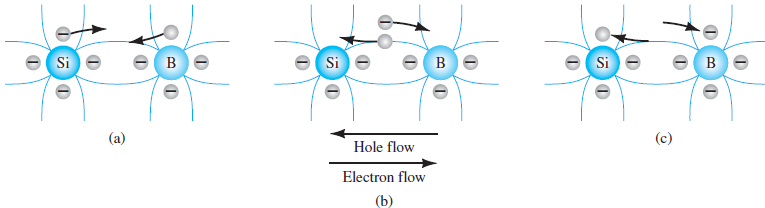 Si B
(a)
Si B
Hole flow
Electron flow
(b)
Si B
(c)